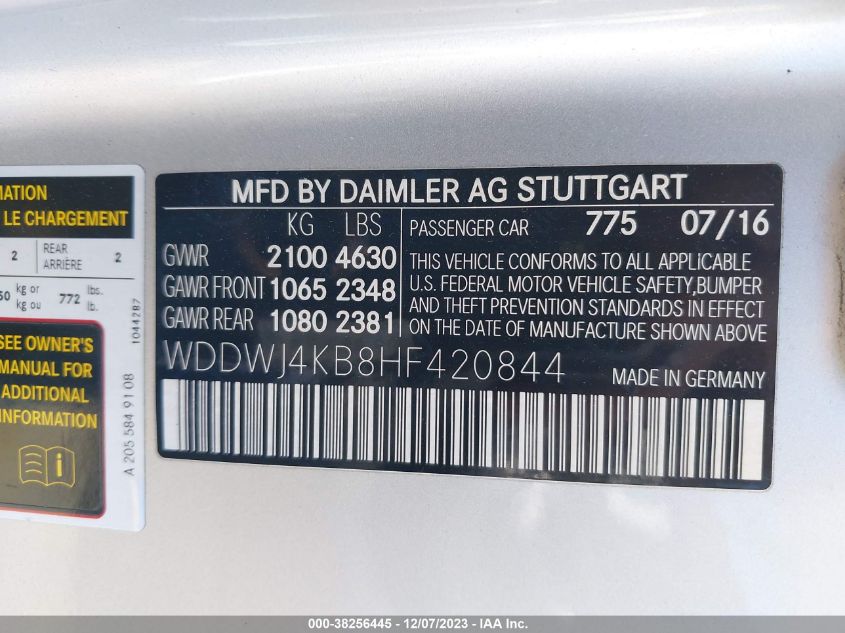 MATION
LE CHARGEMENT
2 REAR ARRIÈRE 2
50 kg or kg ou 772 lbs. lb.
SEE OWNER'S
MANUAL FOR
ADDITIONAL
INFORMATION
i
1044287
A 205 584 91 08
MFD BY DAIMLER AG STUTTGART
KG LBS
GVWR 2100 4630
GAWR FRONT 1065 2348
GAWR REAR 1080 2381
PASSENGER CAR 775 07/16
THIS VEHICLE CONFORMS TO ALL APPLICABLE
U.S. FEDERAL MOTOR VEHICLE SAFETY,BUMPER
AND THEFT PREVENTION STANDARDS IN EFFECT
ON THE DATE OF MANUFACTURE SHOWN ABOVE
WDDWJ4KB8HF420844 MADE IN GERMANY
000-38256445 - 12/07/2023 - IAA Inc.